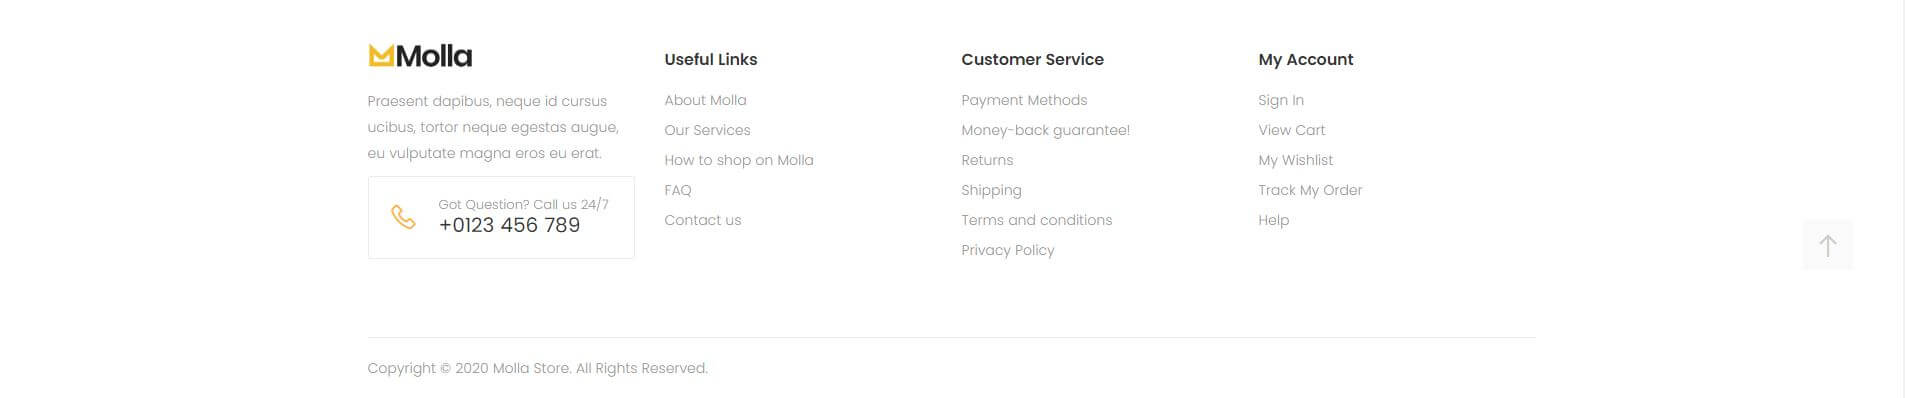 Molla
Praesent dapibus, neque id cursus
ucibus, tortor neque egestas augue,
eu vulputate magna eros eu erat.
Got Question? Call us 24/7
+0123 456 789
Useful Links
About Molla
Our Services
How to shop on Molla
FAQ
Contact us
Customer Service
Payment Methods
Money-back guarantee!
Returns
Shipping
Terms and conditions
Privacy Policy
My Account
Sign In
View Cart
My Wishlist
Track My Order
Help
Copyright © 2020 Molla Store. All Rights Reserved.